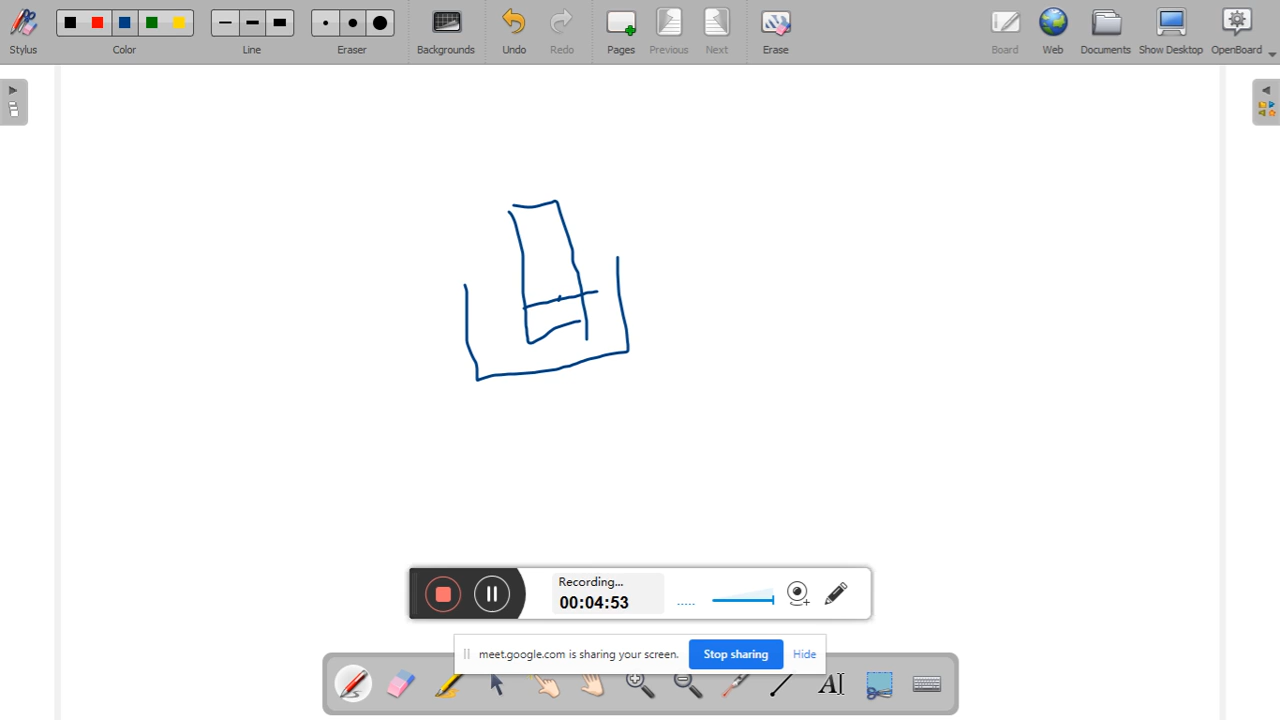 Stylus Color Line Eraser Backgrounds Undo Redo Pages Previous Next Erase Board Web Documents Show Desktop OpenBoard
Recording...
00:04:53
meet.google.com is sharing your screen. Stop sharing Hide
AI